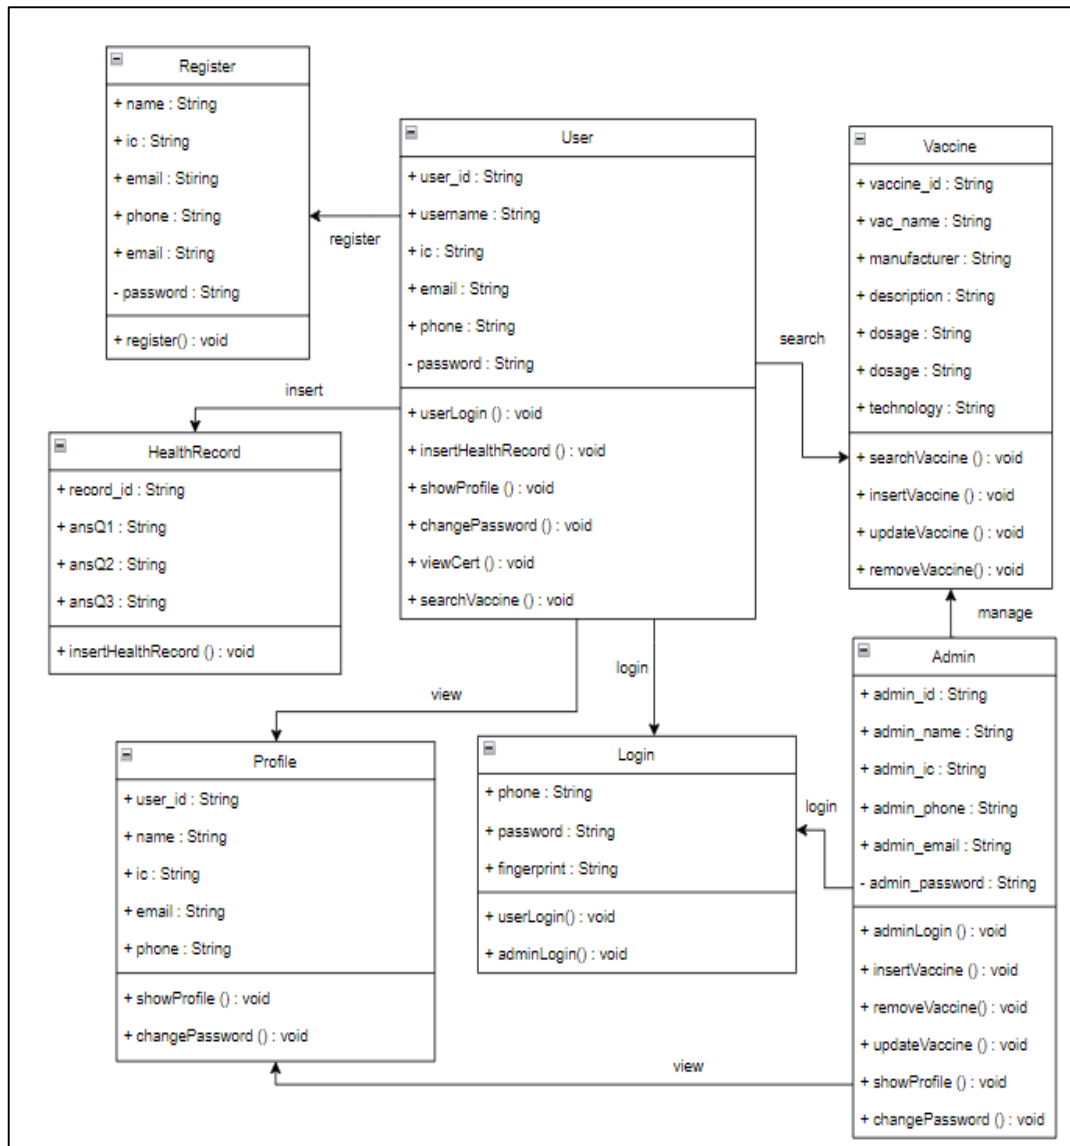 Register
+ name : String
+ ic : String
+ email : Stiring
+ phone : String
+ email : String
- password : String
+ register() : void
register
User
+ user_id : String
+ username : String
+ ic : String
+ email : String
+ phone : String
- password : String
+ userLogin () : void
+ insertHealthRecord () : void
+ showProfile () : void
+ changePassword () : void
+ viewCert () : void
+ searchVaccine () : void
search
Vaccine
+ vaccine_id : String
+ vac_name : String
+ manufacturer : String
+ description : String
+ dosage : String
+ dosage : String
+ technology : String
+ searchVaccine () : void
+ insertVaccine () : void
+ updateVaccine () : void
+ removeVaccine() : void
insert
HealthRecord
+ record_id : String
+ ansQ1 : String
+ ansQ2 : String
+ ansQ3 : String
+ insertHealthRecord () : void
view
login
manage
Profile
+ user_id : String
+ name : String
+ ic : String
+ email : String
+ phone : String
+ showProfile () : void
+ changePassword () : void
Login
+ phone : String
+ password : String
+ fingerprint : String
+ userLogin() : void
+ adminLogin() : void
login
Admin
+ admin_id : String
+ admin_name : String
+ admin_ic : String
+ admin_phone : String
+ admin_email : String
- admin_password : String
+ adminLogin () : void
+ insertVaccine () : void
+ removeVaccine() : void
+ updateVaccine () : void
+ showProfile () : void
+ changePassword () : void
view